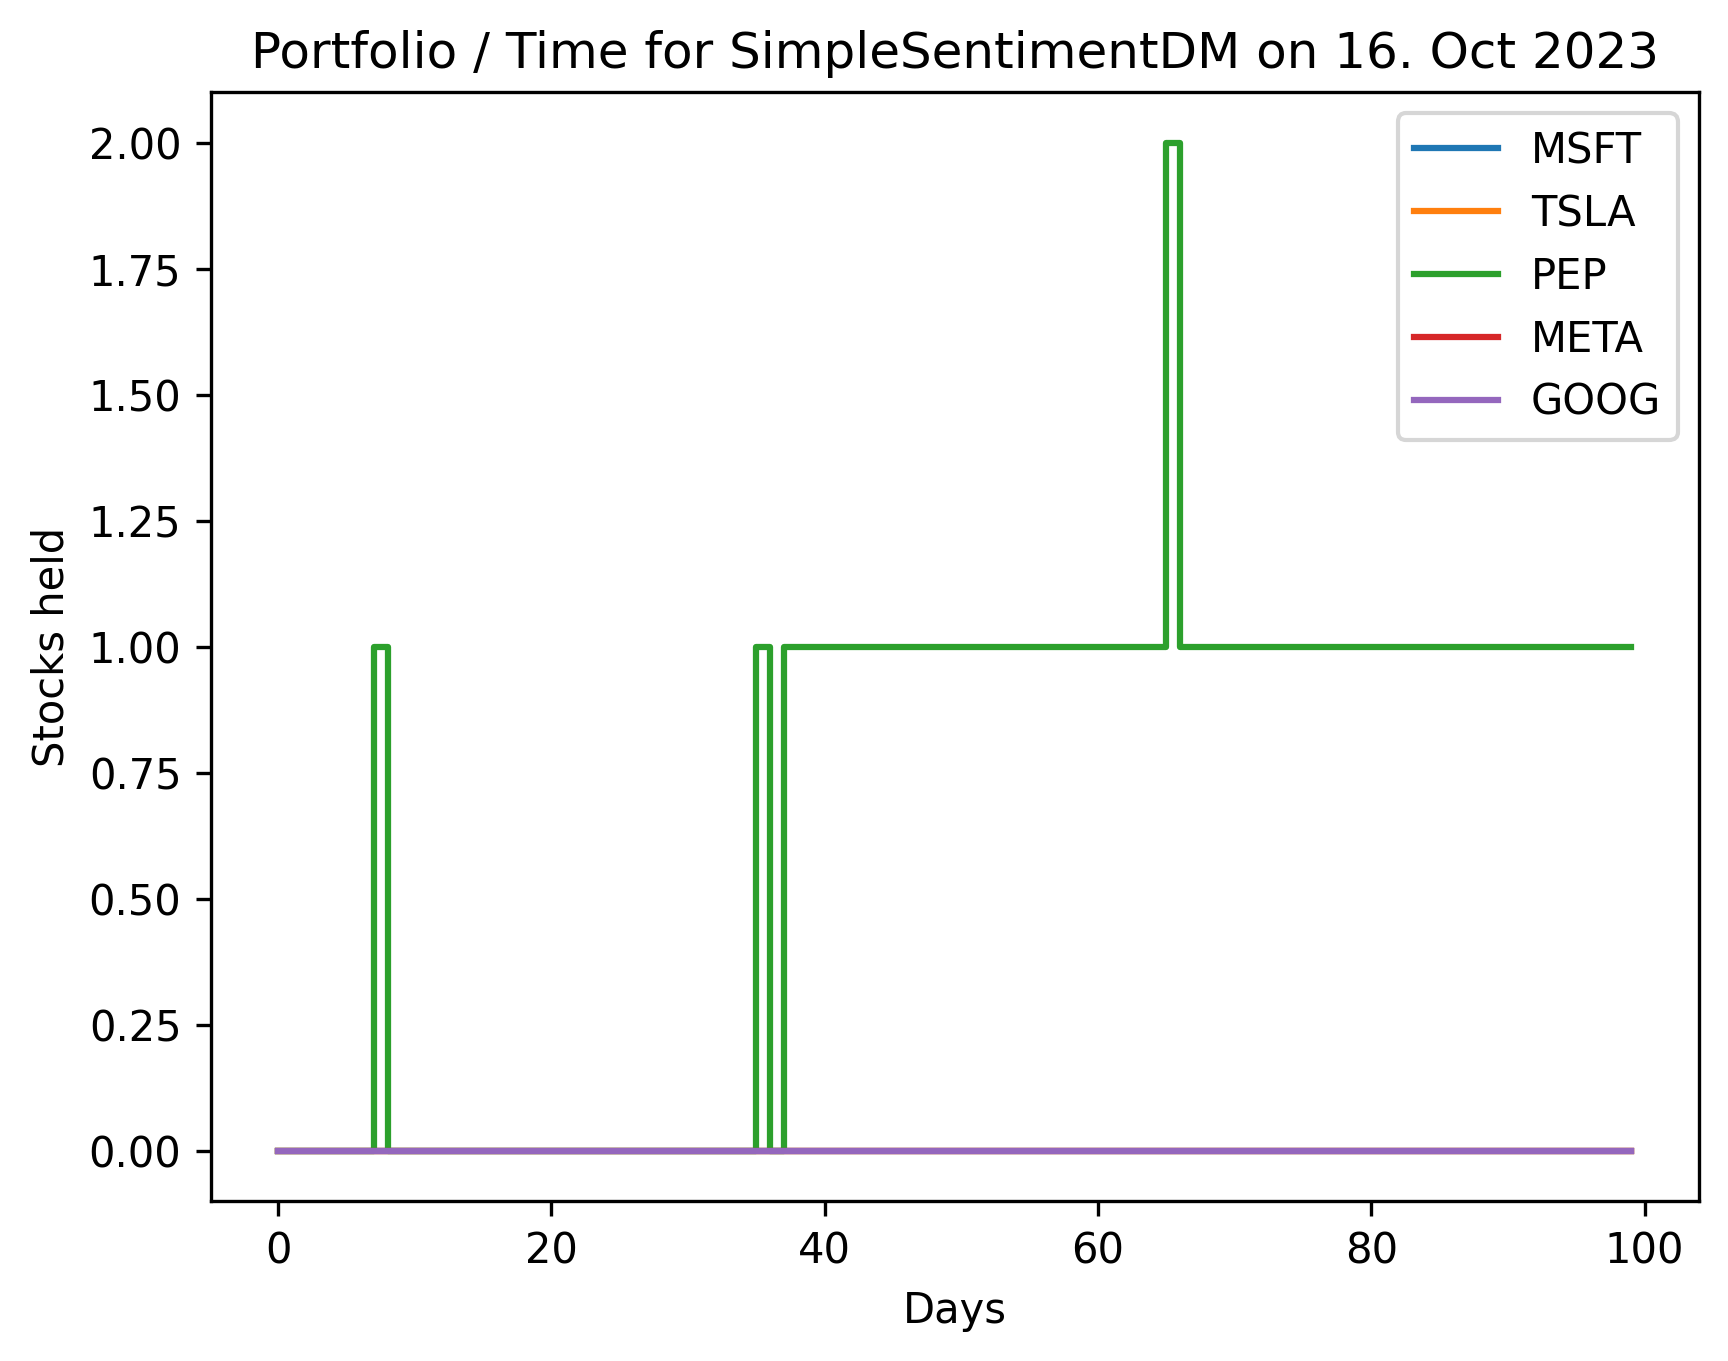 Portfolio / Time for SimpleSentimentDM on 16. Oct 2023
2.00
1.75
1.50
1.25
1.00
0.75
0.50
0.25
0.00
Stocks held
MSFT
TSLA
PEP
META
GOOG
0 20 40 60 80 100
Days